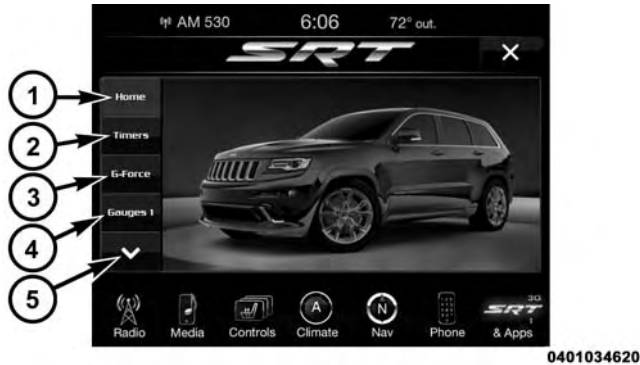 AM 530 6:06 72° out.
SRT X
1 Home
2 Timers
3 G-Force
4 Gauges 1
5
Radio Media Controls A Climate N Nav Phone 3G SRT & Apps
0401034620